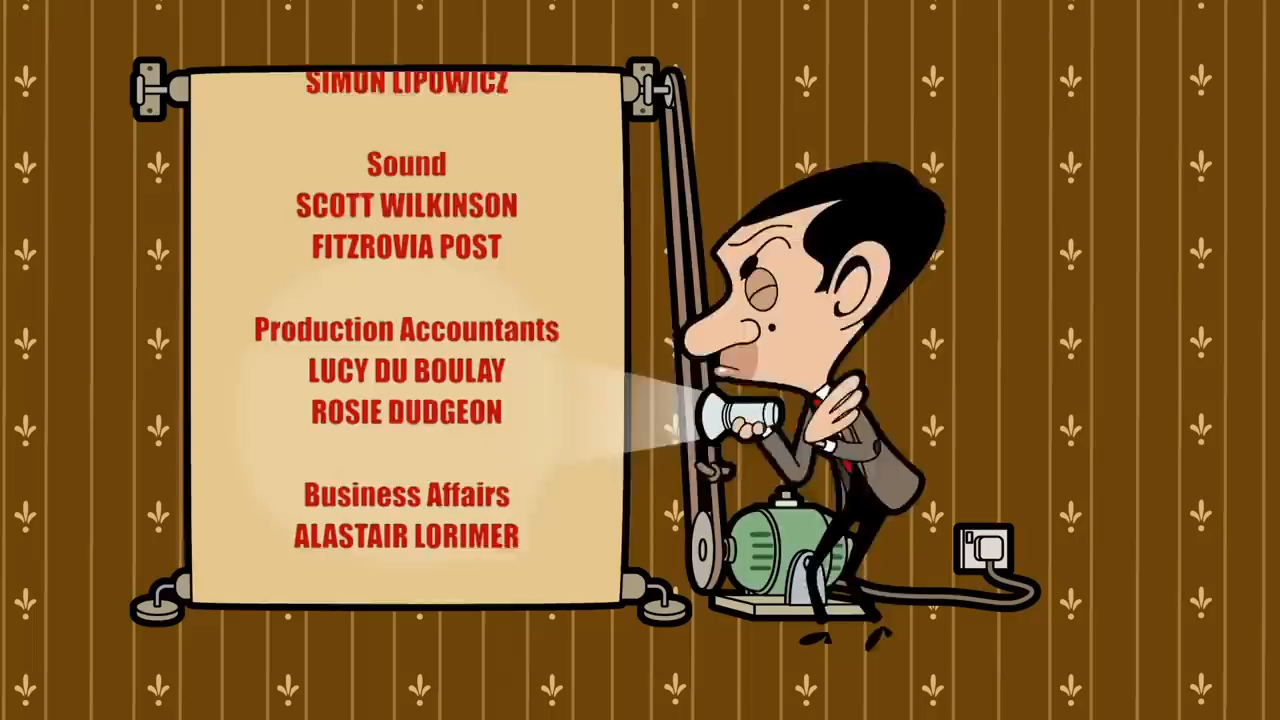 SIMON LIPOWICZ
Sound
SCOTT WILKINSON
FITZROVIA POST
Production Accountants
LUCY DU BOULAY
ROSIE DUDGEON
Business Affairs
ALASTAIR LORIMER